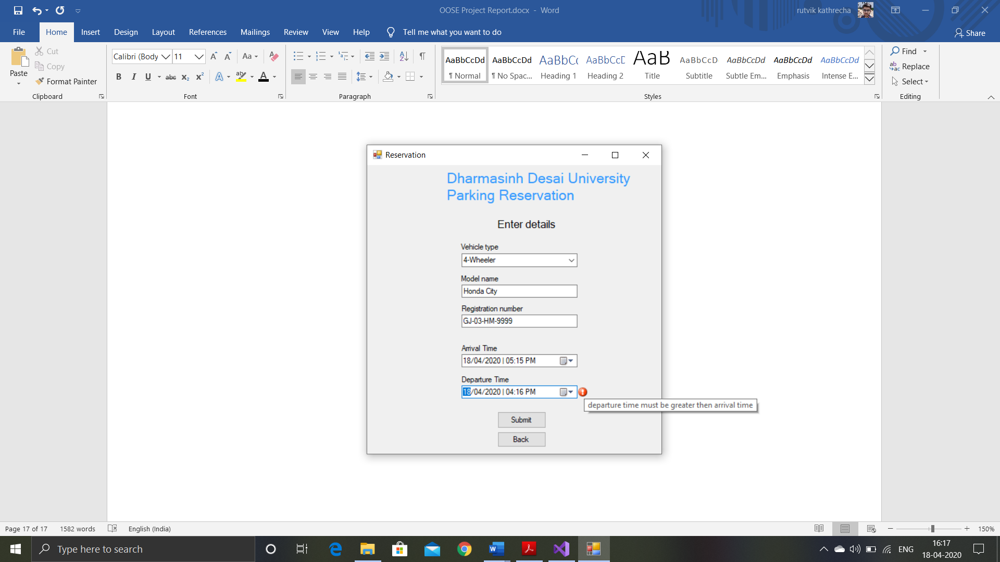 OOSE Project Report.docx - Word
rutvik kathrecha
File Home Insert Design Layout References Mailings Review View Help Tell me what you want to do Share
Paste
Cut
Copy
Format Painter
Clipboard
Calibri (Body 11
Aa
B I U abc x₂ x² A ab A
Font
Paragraph
AaBbCcDd AaBbCcDd AaBbCc AaBbCcD AaB AaBbCcD AaBbCcDd AaBbCcDd AaBbCcDd
¶ Normal ¶ No Spac... Heading 1 Heading 2 Title Subtitle Subtle Em... Emphasis Intense E...
Styles
Find
Replace
Select
Editing
Reservation
Dharmasinh Desai University
Parking Reservation
Enter details
Vehicle type
4-Wheeler
Model name
Honda City
Registration number
GJ-03-HM-9999
Arrival Time
18/04/2020 | 05:15 PM
Departure Time
18/04/2020 | 04:16 PM
departure time must be greater then arrival time
Submit
Back
Page 17 of 17 1582 words English (India) 150%
Type here to search
ENG
16:17
18-04-2020